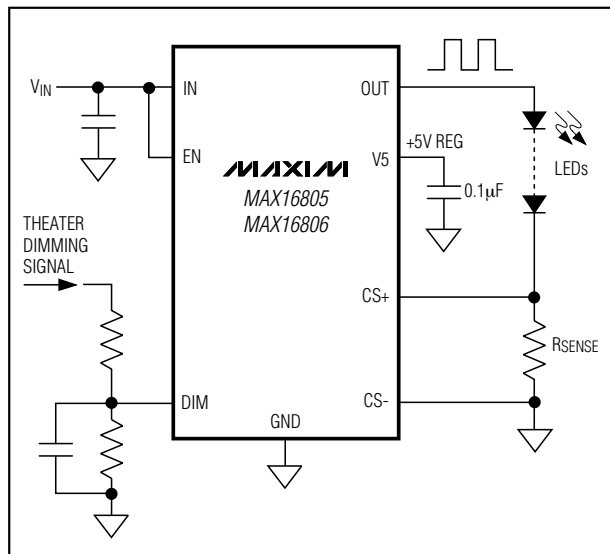 VIN
IN
OUT
EN
V5
+5V REG
MAXIM
MAX16805
MAX16806
0.1µF
LEDs
THEATER
DIMMING
SIGNAL
CS+
RSENSE
DIM
CS-
GND